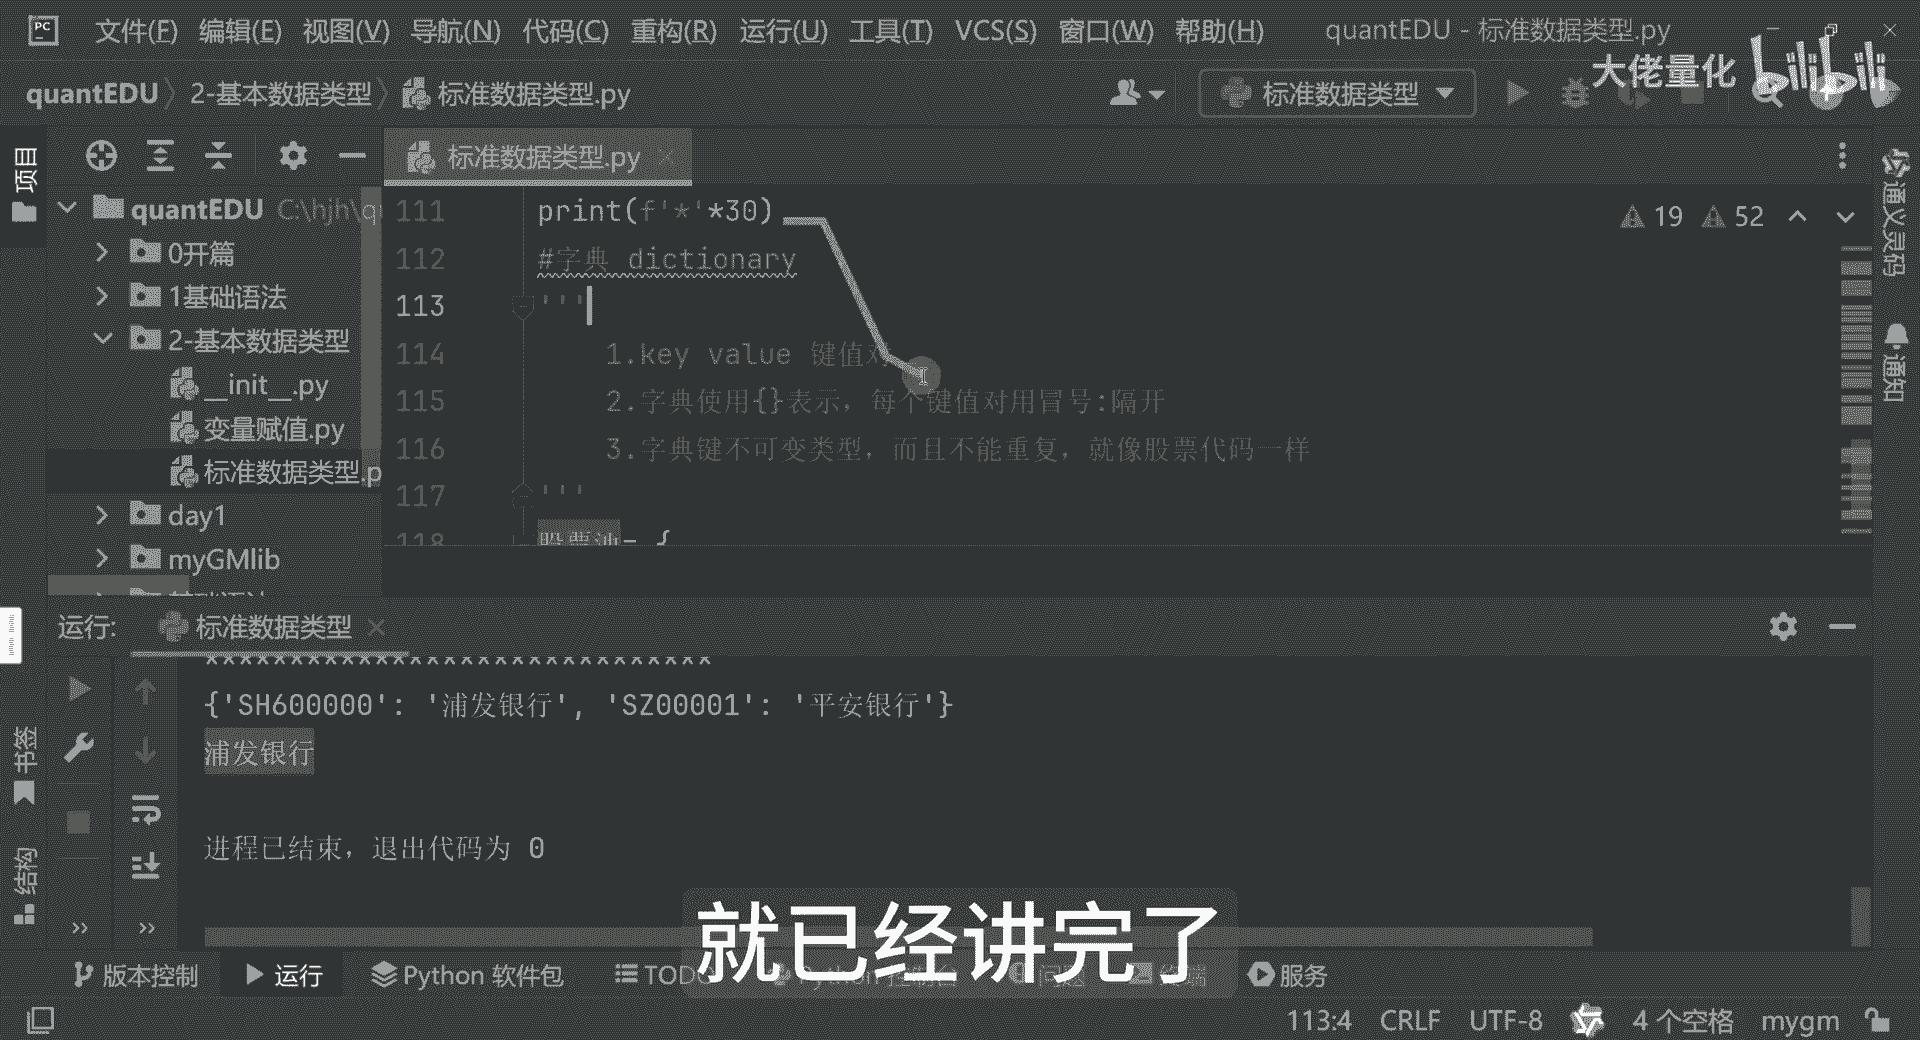 文件(F) 编辑(E) 视图(V) 导航(N) 代码(C) 重构(R) 运行(U) 工具(T) VCS(S) 窗口(W) 帮助(H) quantEDU - 标准数据类型.py
大佬量化 bilibili
quantEDU 2-基本数据类型 标准数据类型.py 标准数据类型
项目
标准数据类型.py
quantEDU C:\hjh\q
0开篇
1基础语法
2-基本数据类型
__init__.py
变量赋值.py
标准数据类型.p
day1
myGMlib
111 print(f'*'*30)
112 #字典 dictionary
113 '''
114 1.key value 键值对
115 2.字典使用{}表示，每个键值对用冒号:隔开
116 3.字典键不可变类型，而且不能重复，就像股票代码一样
117 '''
118 股票池= {
19 52
通义灵码
通知
运行: 标准数据类型
{'SH600000': '浦发银行', 'SZ00001': '平安银行'}
浦发银行
进程已结束，退出代码为 0
书签
结构
就已经讲完了
版本控制 运行 Python 软件包 TODO Python 控制台 问题 终端 服务
113:4 CRLF UTF-8 4 个空格 mygm